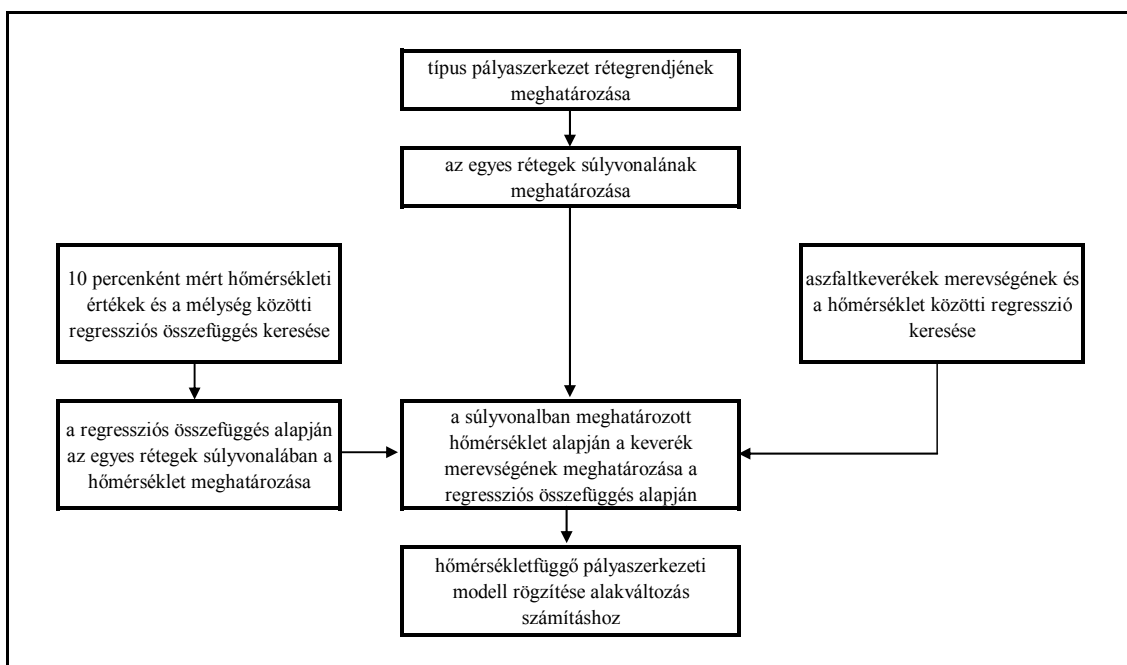 típus pályaszerkezet rétegrendjének
meghatározása
az egyes rétegek súlyvonalának
meghatározása
10 percenként mért hőmérsékleti
értékek és a mélység közötti
regressziós összefüggés keresése
aszfaltkeverékek merevségének és
a hőmérséklet közötti regresszió
keresése
a regressziós összefüggés alapján
az egyes rétegek súlyvonalában a
hőmérséklet meghatározása
a súlyvonalban meghatározott
hőmérséklet alapján a keverék
merevségének meghatározása a
regressziós összefüggés alapján
hőmérsékletfüggő pályaszerkezeti
modell rögzítése alakváltozás
számításhoz